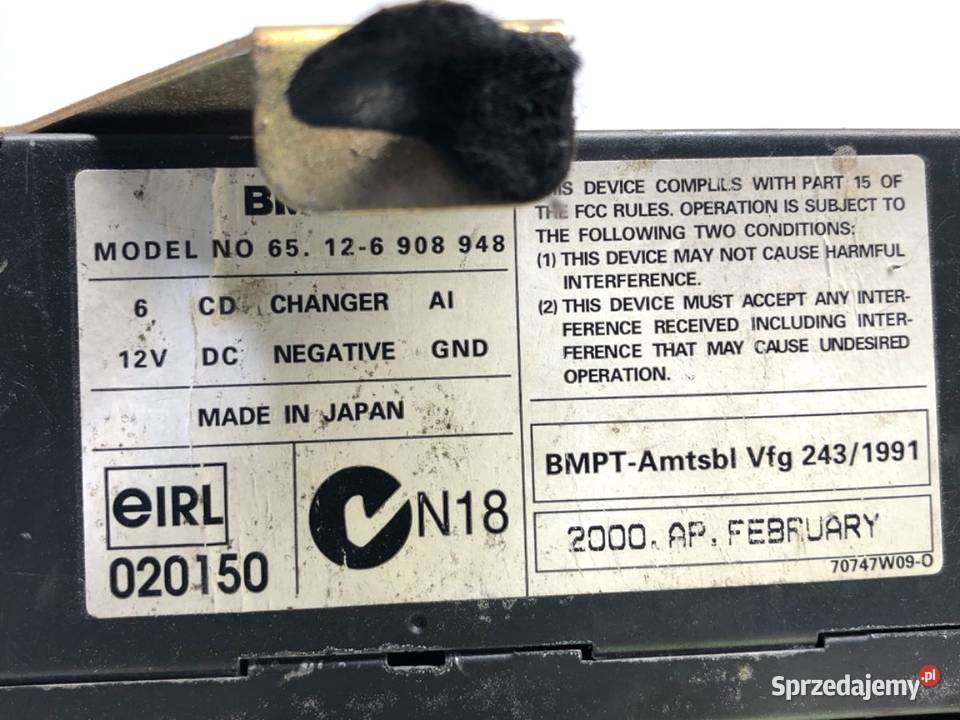 MODEL NO 65. 12-6 908 948
6 CD CHANGER AI
12V DC NEGATIVE GND
MADE IN JAPAN
eIRL
020150
N18
DEVICE COMPLIES WITH PART 15 OF
THE FCC RULES. OPERATION IS SUBJECT TO
THE FOLLOWING TWO CONDITIONS:
(1) THIS DEVICE MAY NOT CAUSE HARMFUL
INTERFERENCE.
(2) THIS DEVICE MUST ACCEPT ANY INTER-
FERENCE RECEIVED INCLUDING INTER-
FERENCE THAT MAY CAUSE UNDESIRED
OPERATION.
BMPT-Amtsbl Vfg 243/1991
2000. AP. FEBRUARY
70747W09-O
Sprzedajemy.pl